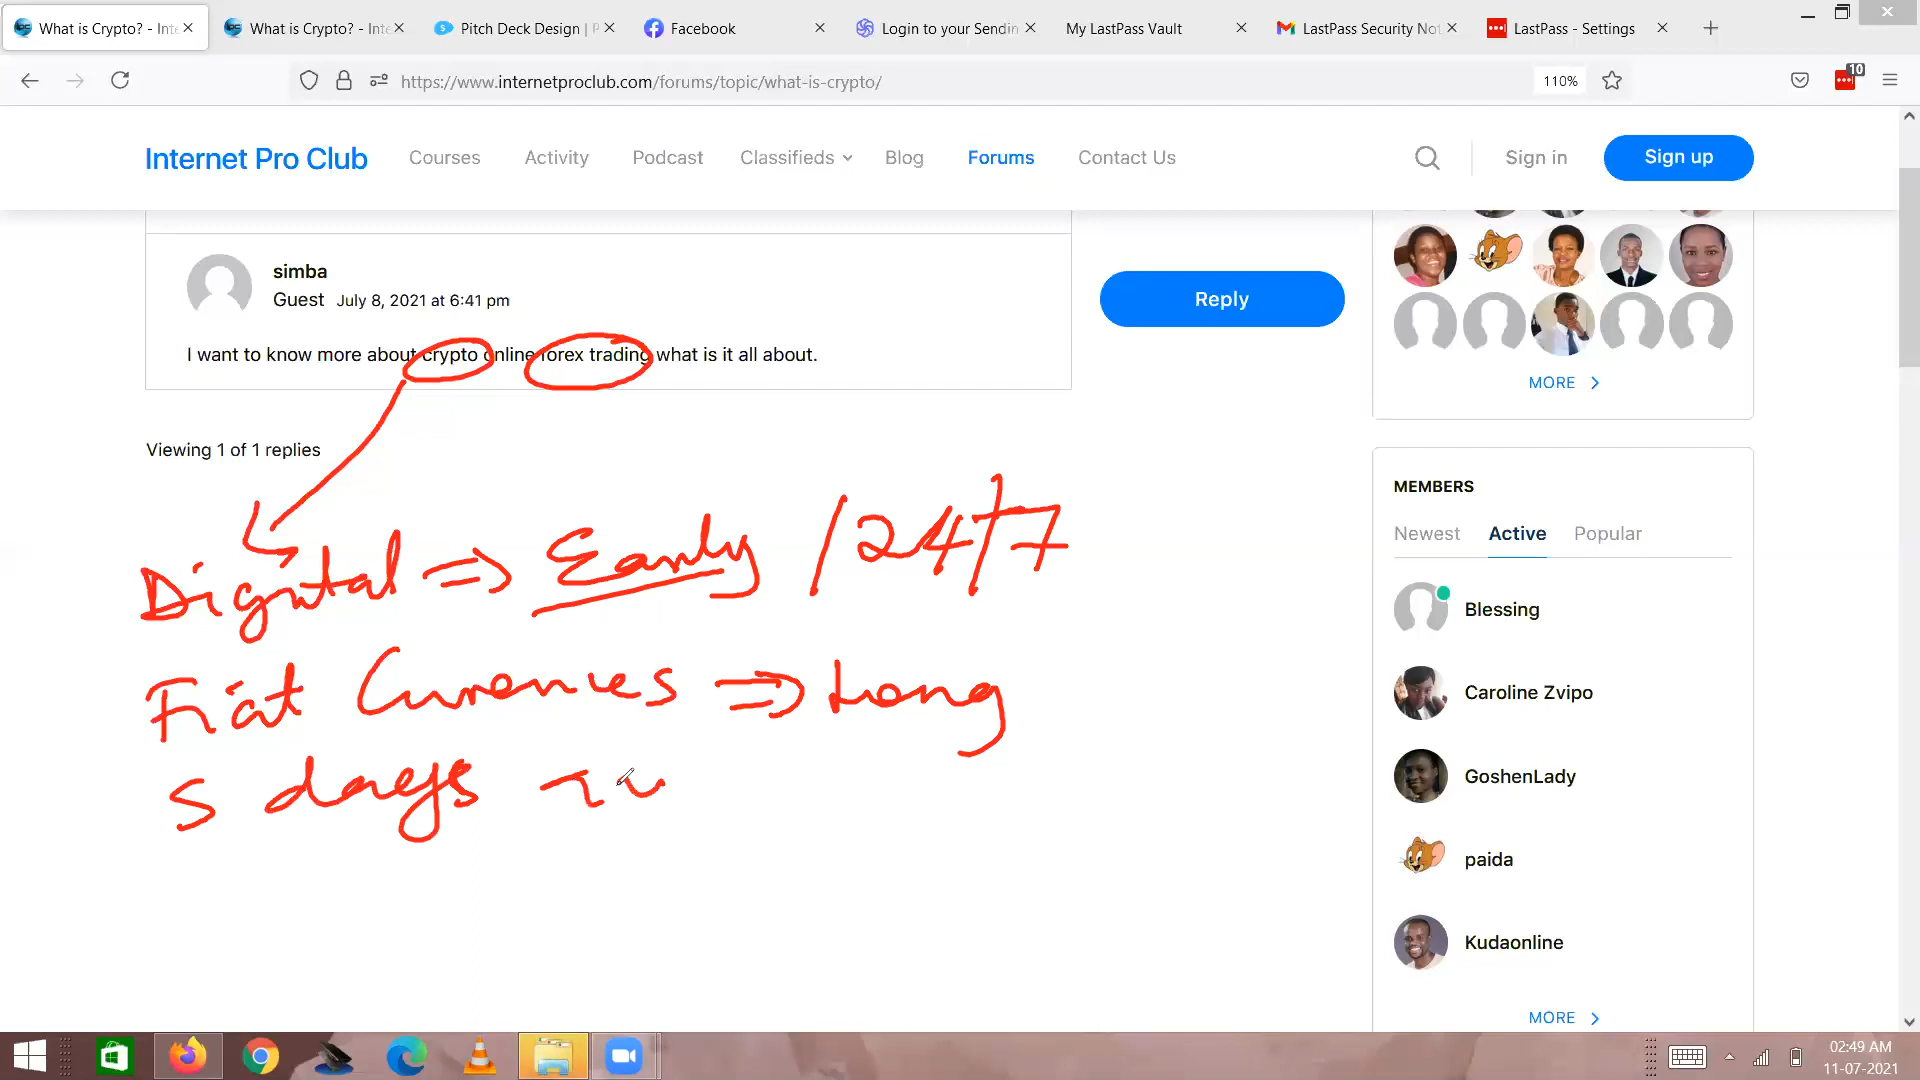 What is Crypto? - Inte
What is Crypto? - Inte
Pitch Deck Design | P
Facebook
Login to your Sendin
My LastPass Vault
LastPass Security Not
LastPass - Settings
https://www.internetproclub.com/forums/topic/what-is-crypto/
110%
10
Internet Pro Club
Courses
Activity
Podcast
Classifieds
Blog
Forums
Contact Us
Sign in
Sign up
simba
Guest July 8, 2021 at 6:41 pm
Reply
I want to know more about crypto online forex trading what is it all about.
MORE
Viewing 1 of 1 replies
Digital => Early /24/7
Fiat Currencies => Long
5 days
MEMBERS
Newest Active Popular
Blessing
Caroline Zvipo
GoshenLady
paida
Kudaonline
MORE
02:49 AM
11-07-2021